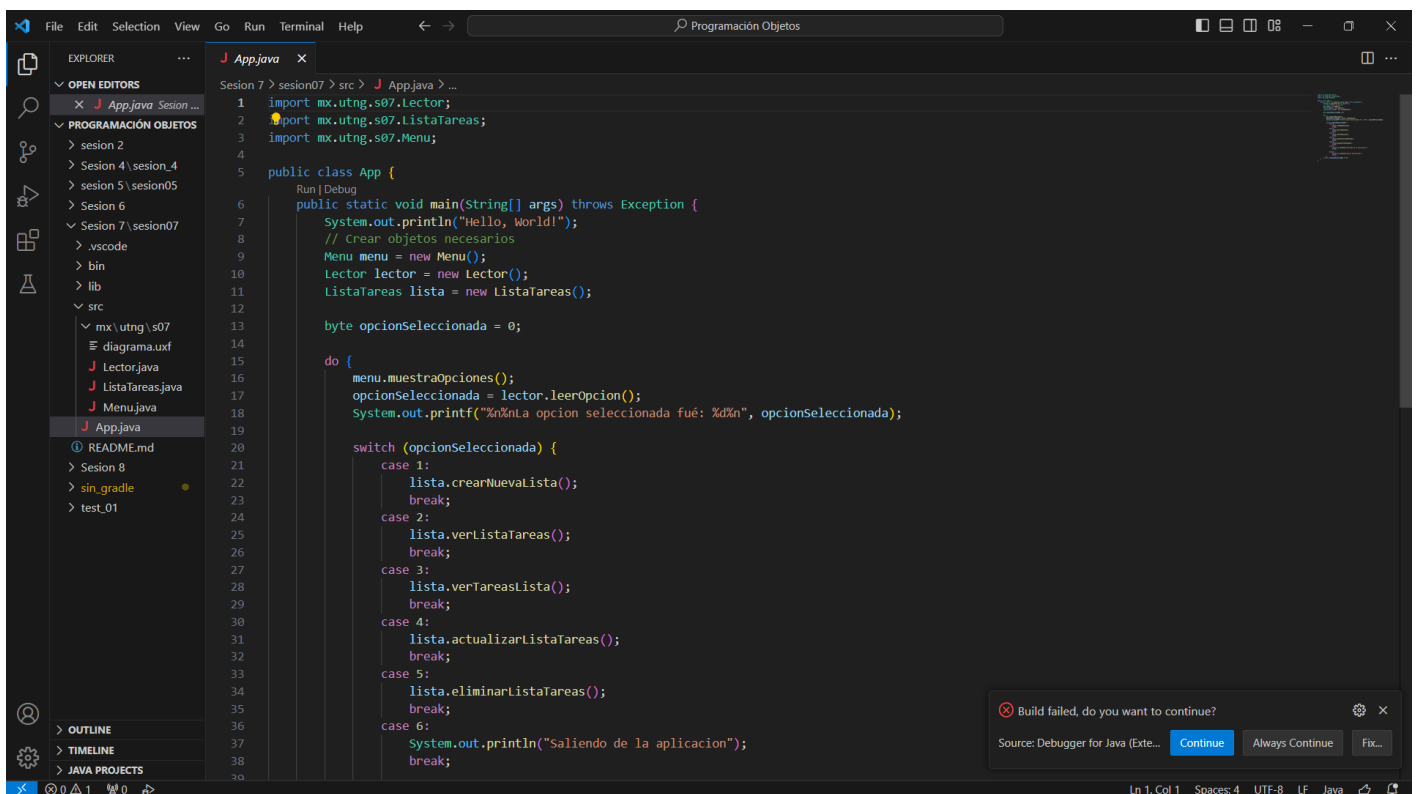 File Edit Selection View Go Run Terminal Help
Programación Objetos
EXPLORER
OPEN EDITORS
App.java Sesion ...
PROGRAMACIÓN OBJETOS
sesion 2
Sesion 4\sesion_4
sesion 5\sesion05
Sesion 6
Sesion 7\sesion07
.vscode
bin
lib
src
mx\utng\s07
diagrama.uxf
Lector.java
ListaTareas.java
Menu.java
App.java
README.md
Sesion 8
sin_gradle
test_01
OUTLINE
TIMELINE
JAVA PROJECTS
App.java
Sesion 7 > sesion07 > src > App.java > ...
1 import mx.utng.s07.Lector;
2 import mx.utng.s07.ListaTareas;
3 import mx.utng.s07.Menu;
4
5 public class App {
Run | Debug
6 public static void main(String[] args) throws Exception {
7 System.out.println("Hello, World!");
8 // Crear objetos necesarios
9 Menu menu = new Menu();
10 Lector lector = new Lector();
11 ListaTareas lista = new ListaTareas();
12
13 byte opcionSeleccionada = 0;
14
15 do {
16 menu.muestraOpciones();
17 opcionSeleccionada = lector.leerOpcion();
18 System.out.printf("%n%nLa opcion seleccionada fué: %d%n", opcionSeleccionada);
19
20 switch (opcionSeleccionada) {
21 case 1:
22 lista.crearNuevaLista();
23 break;
24 case 2:
25 lista.verListaTareas();
26 break;
27 case 3:
28 lista.verTareasLista();
29 break;
30 case 4:
31 lista.actualizarListaTareas();
32 break;
33 case 5:
34 lista.eliminarListaTareas();
35 break;
36 case 6:
37 System.out.println("Saliendo de la aplicacion");
38 break;
39
Build failed, do you want to continue?
Source: Debugger for Java (Exte...
Continue
Always Continue
Fix...
0 1 0
Ln 1, Col 1 Spaces: 4 UTF-8 LF Java